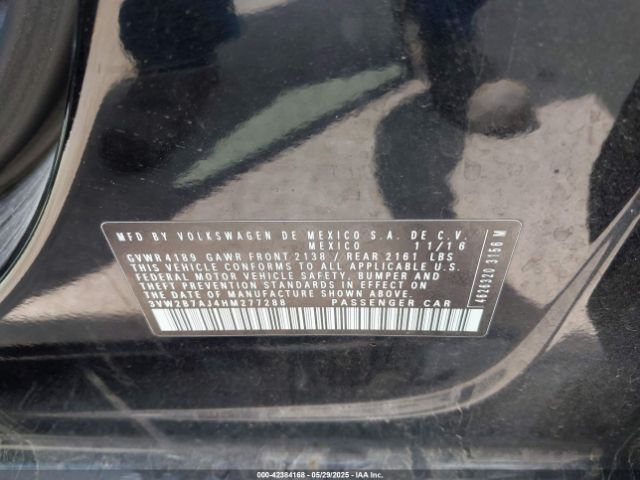 MFD BY VOLKSWAGEN DE MEXICO S.A. DE C.V.
MEXICO 11/16
GVWR 4189 GAWR FRONT 2138 / REAR 2161 LBS
THIS VEHICLE CONFORMS TO ALL APPLICABLE U.S.
FEDERAL MOTOR VEHICLE SAFETY, BUMPER AND
THEFT PREVENTION STANDARDS IN EFFECT ON
THE DATE OF MANUFACTURE SHOWN ABOVE.
3VW2B7AJ4HM277288 PASSENGER CAR
4626320 3156 M
000-42384168 - 05/29/2025 - IAA Inc.